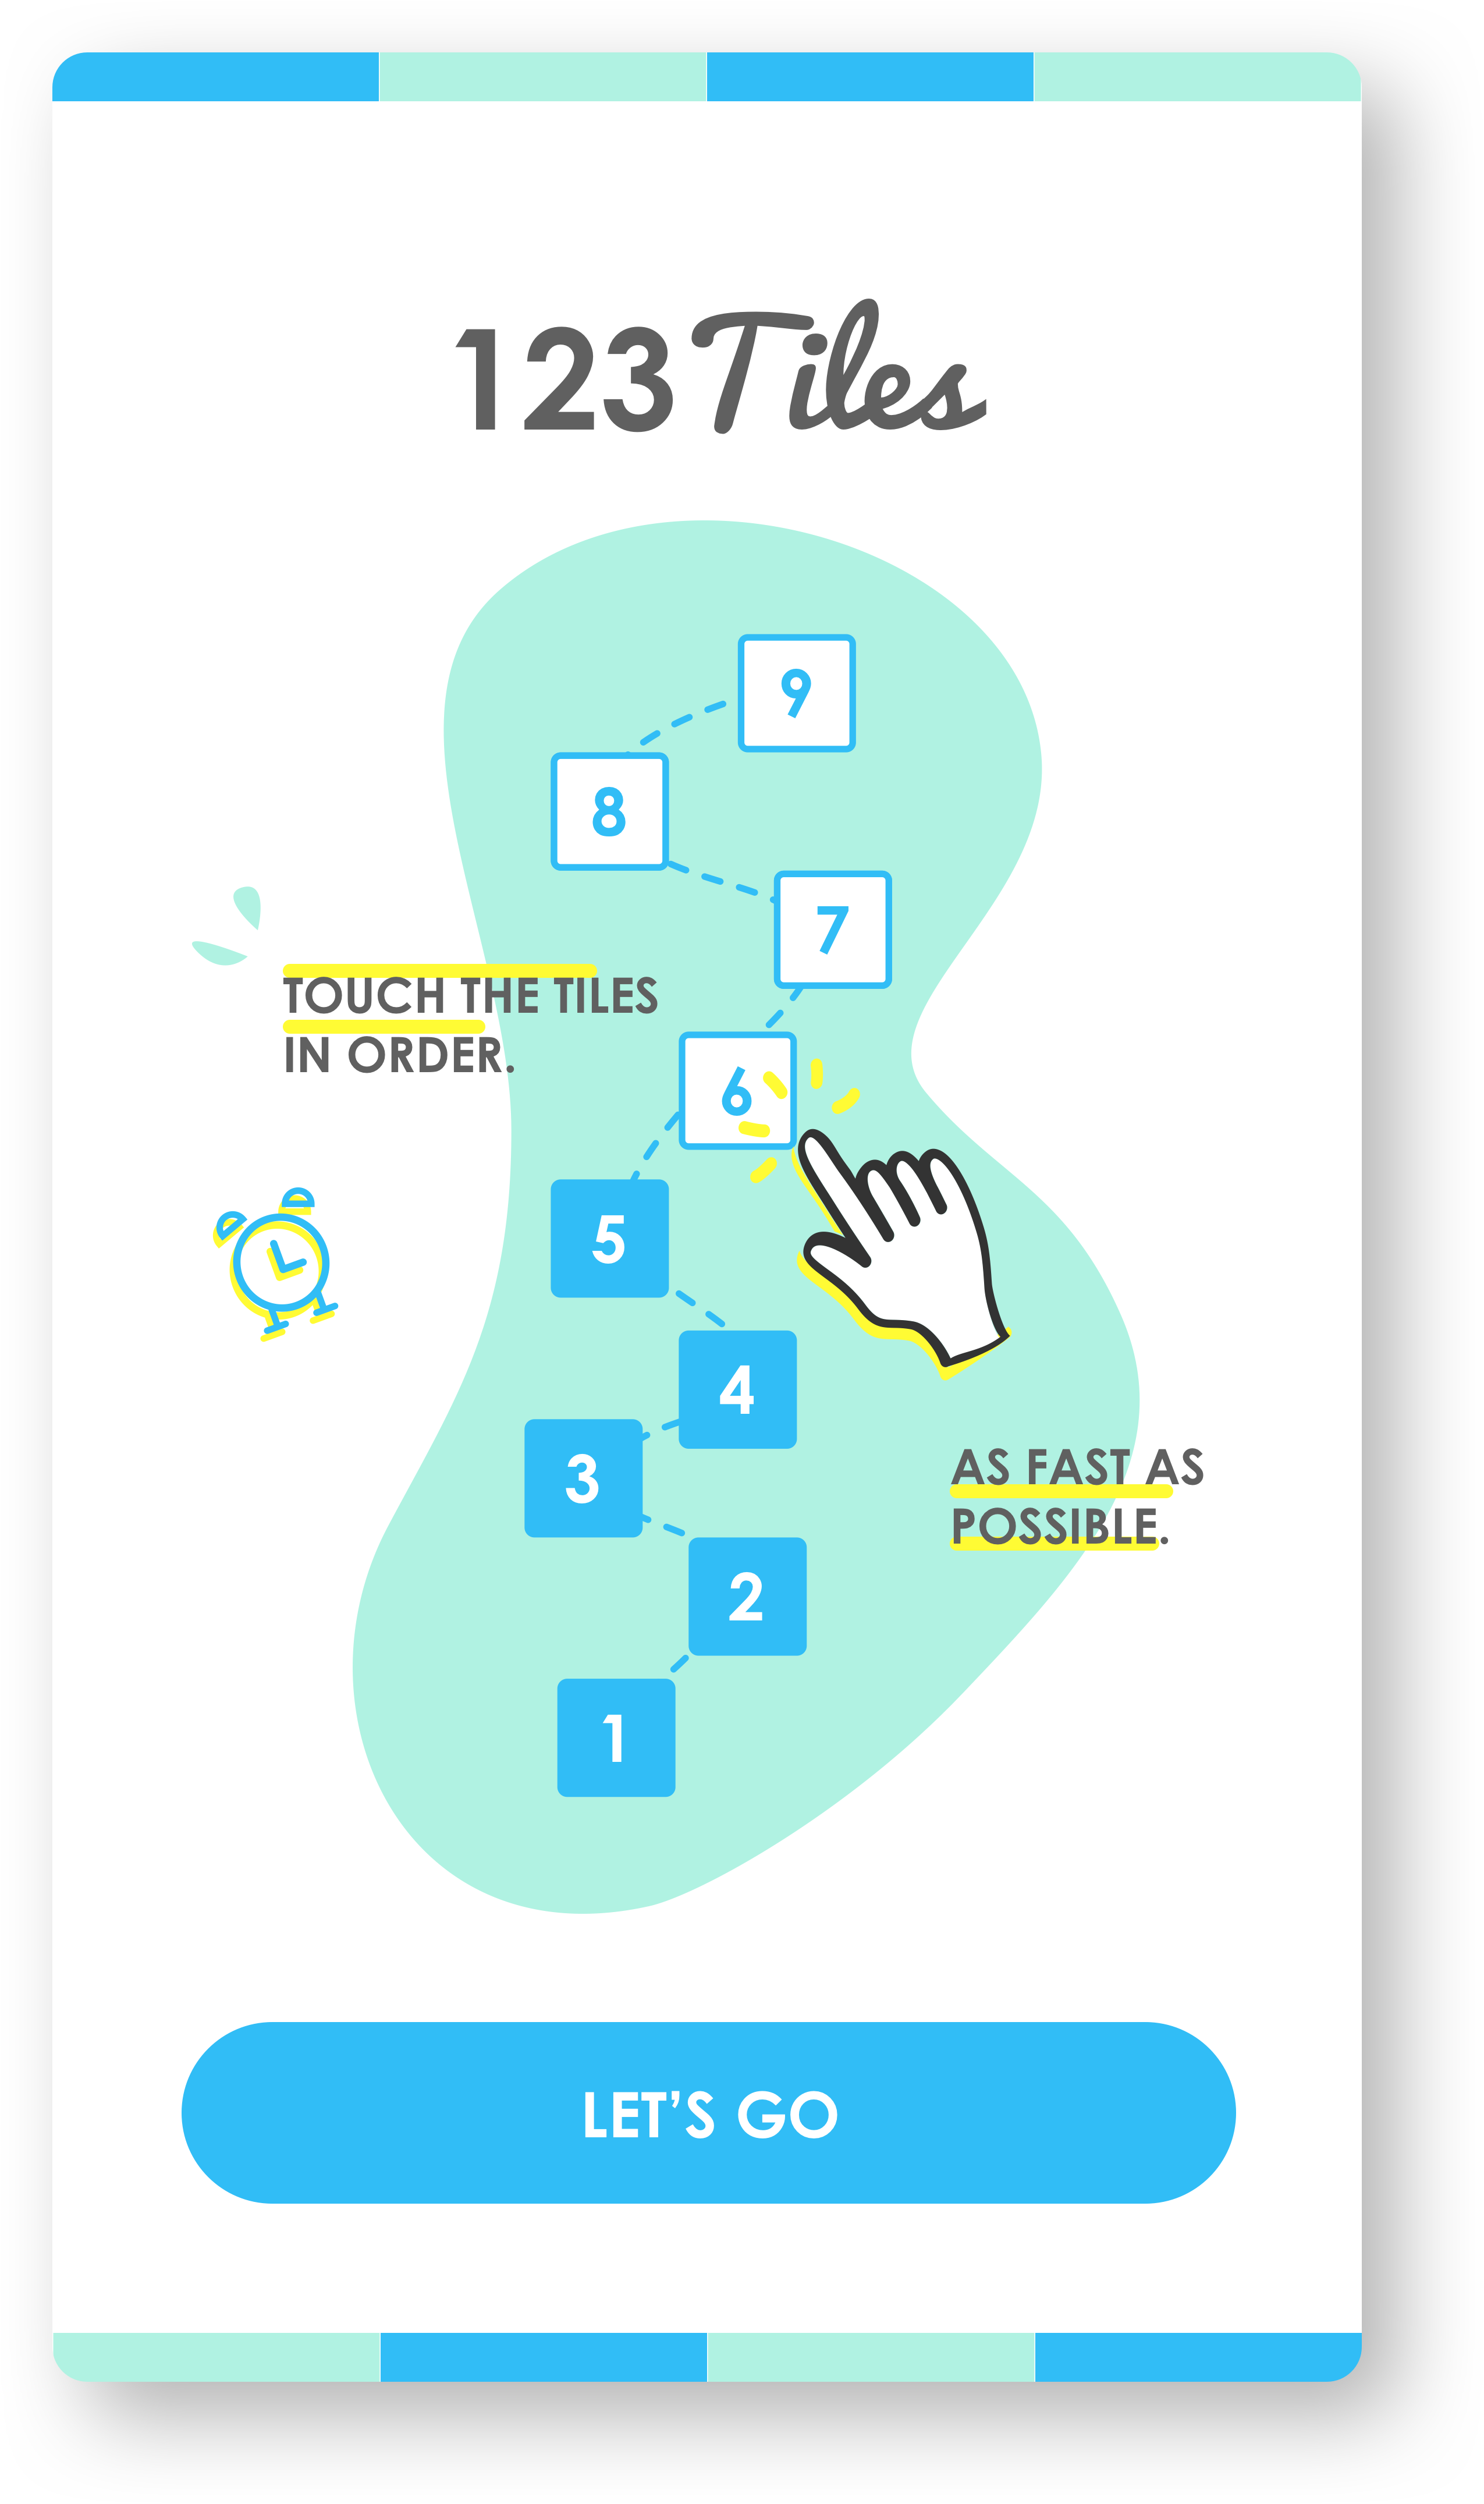 123Tiles
9
8
7
TOUCH THE TILES
IN ORDER.
6
5
4
3
AS FAST AS
POSSIBLE.
2
1
LET'S GO